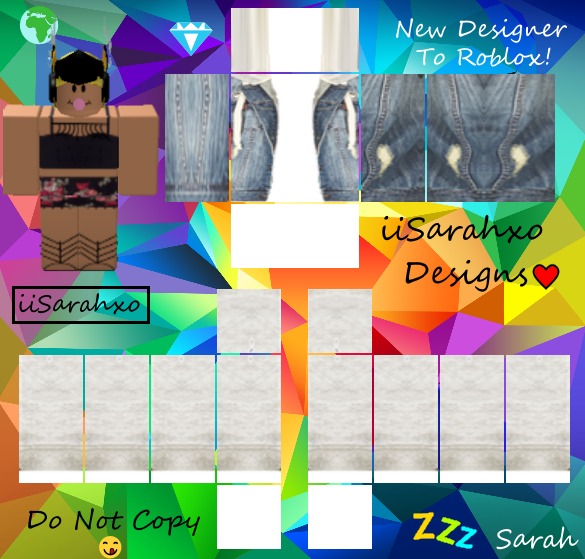 New Designer
To Roblox!
iiSarahxo
Designs
iiSarahxo
Do Not Copy
ZZZ
Sarah